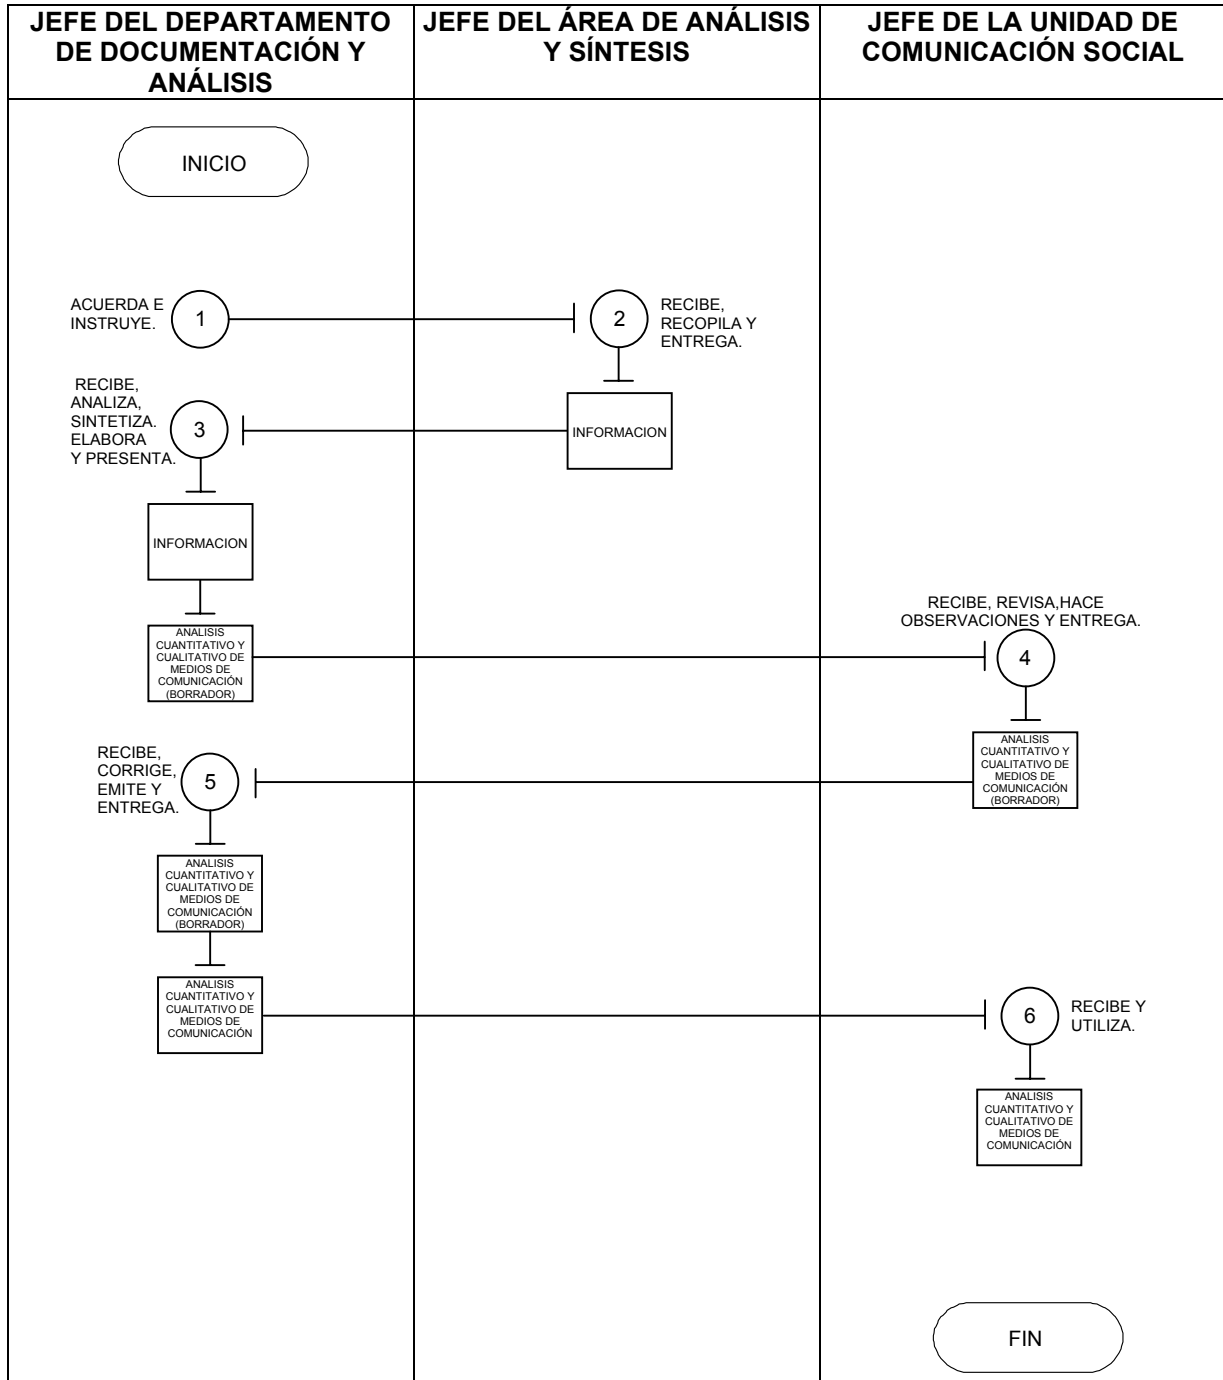 JEFE DEL DEPARTAMENTO
DE DOCUMENTACIÓN Y
ANÁLISIS
JEFE DEL ÁREA DE ANÁLISIS
Y SÍNTESIS
JEFE DE LA UNIDAD DE
COMUNICACIÓN SOCIAL
INICIO
ACUERDA E
INSTRUYE.
1
2
RECIBE,
RECOPILA Y
ENTREGA.
INFORMACION
RECIBE,
ANALIZA,
SINTETIZA.
ELABORA
Y PRESENTA.
3
INFORMACION
ANALISIS
CUANTITATIVO Y
CUALITATIVO DE
MEDIOS DE
COMUNICACIÓN
(BORRADOR)
RECIBE, REVISA,HACE
OBSERVACIONES Y ENTREGA.
4
ANALISIS
CUANTITATIVO Y
CUALITATIVO DE
MEDIOS DE
COMUNICACIÓN
(BORRADOR)
RECIBE,
CORRIGE,
EMITE Y
ENTREGA.
5
ANALISIS
CUANTITATIVO Y
CUALITATIVO DE
MEDIOS DE
COMUNICACIÓN
(BORRADOR)
ANALISIS
CUANTITATIVO Y
CUALITATIVO DE
MEDIOS DE
COMUNICACIÓN
6
RECIBE Y
UTILIZA.
ANALISIS
CUANTITATIVO Y
CUALITATIVO DE
MEDIOS DE
COMUNICACIÓN
FIN